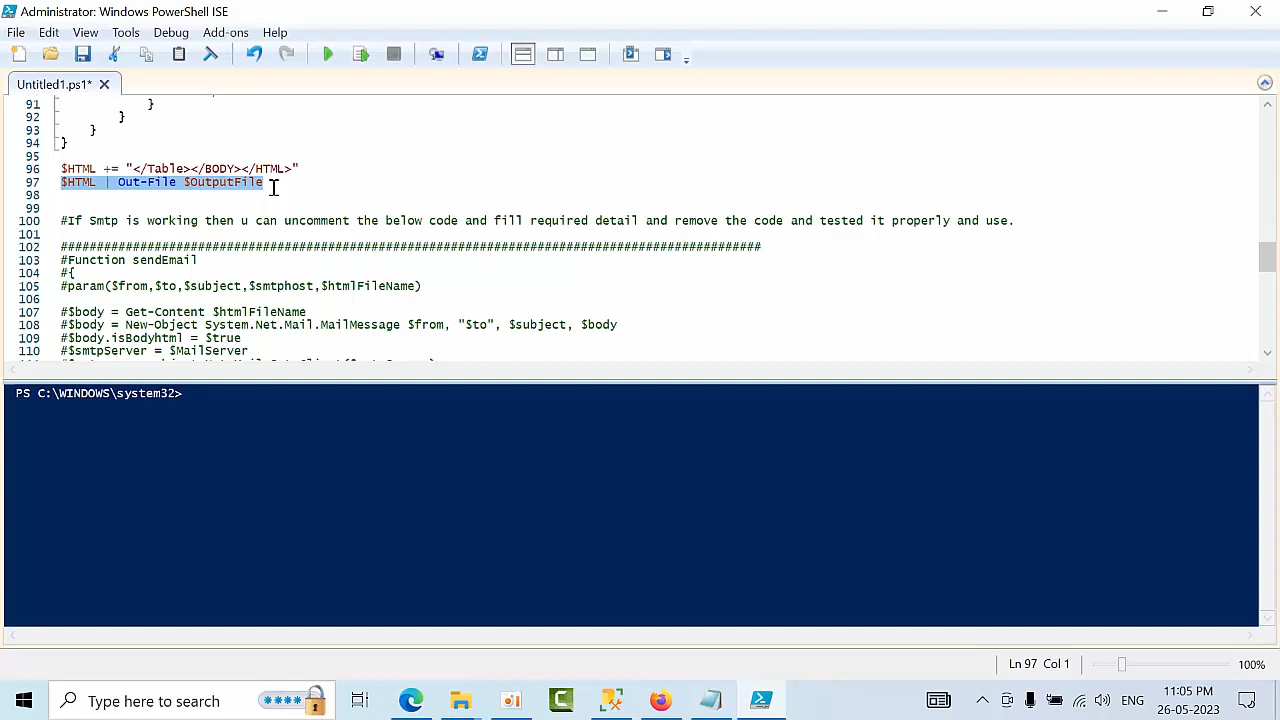 Administrator: Windows PowerShell ISE
File Edit View Tools Debug Add-ons Help
Untitled1.ps1*
91 }
92 }
93 }
94 }
95
96 $HTML += "</Table></BODY></HTML>"
97 $HTML | Out-File $OutputFile
98
99
100 #If Smtp is working then u can uncomment the below code and fill required detail and remove the code and tested it properly and use.
101
102 #################################################################################################
103 #Function sendEmail
104 #{
105 #param($from,$to,$subject,$smtphost,$htmlFileName)
106
107 #$body = Get-Content $htmlFileName
108 #$body = New-Object System.Net.Mail.MailMessage $from, "$to", $subject, $body
109 #$body.isBodyhtml = $true
110 #$smtpServer = $MailServer
PS C:\WINDOWS\system32>
Ln 97 Col 1 100%
Type here to search
ENG
11:05 PM
26-05-2023